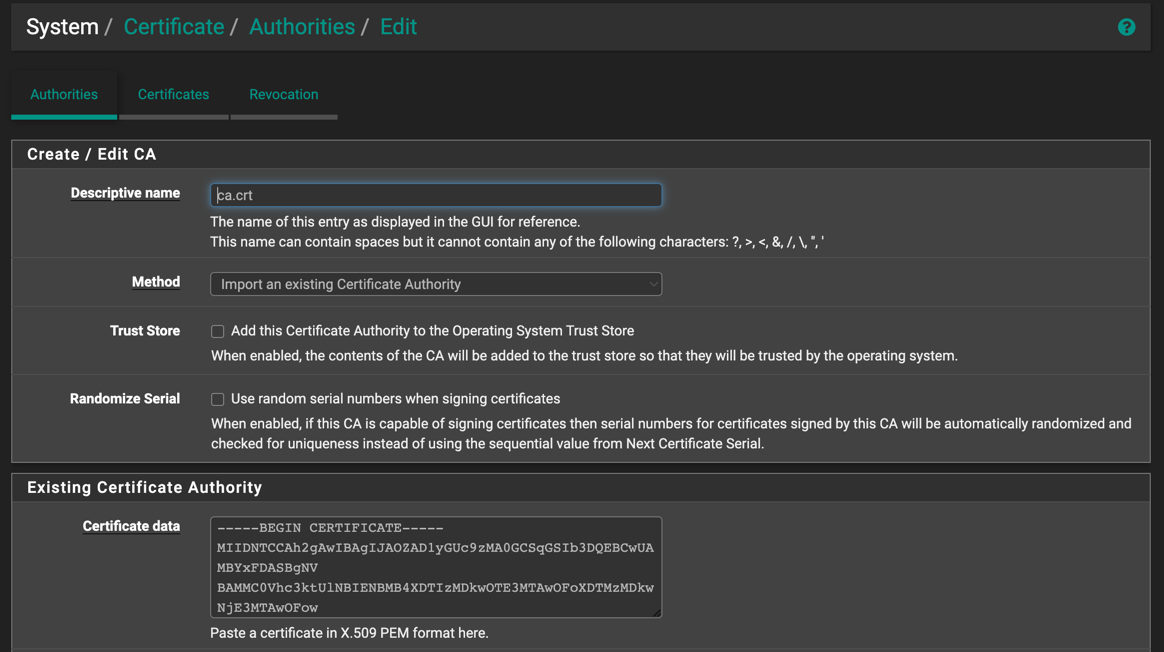 System / Certificate / Authorities / Edit
Authorities Certificates Revocation
Create / Edit CA
Descriptive name ca.crt
The name of this entry as displayed in the GUI for reference.
This name can contain spaces but it cannot contain any of the following characters: ?, >, <, &, /, \, ", '
Method Import an existing Certificate Authority
Trust Store Add this Certificate Authority to the Operating System Trust Store
When enabled, the contents of the CA will be added to the trust store so that they will be trusted by the operating system.
Randomize Serial Use random serial numbers when signing certificates
When enabled, if this CA is capable of signing certificates then serial numbers for certificates signed by this CA will be automatically randomized and
checked for uniqueness instead of using the sequential value from Next Certificate Serial.
Existing Certificate Authority
Certificate data -----BEGIN CERTIFICATE-----
MIIDNTCCAh2gAwIBAgIJAOZAD1yGUc9zMA0GCSqGSIb3DQEBCwUA
MBYxFDASBgNV
BAMMC0Vhc3ktUlNBIENBMB4XDTIzMDkwOTE3MTAwOFoXDTMzMDkw
NjE3MTAwOFow
Paste a certificate in X.509 PEM format here.